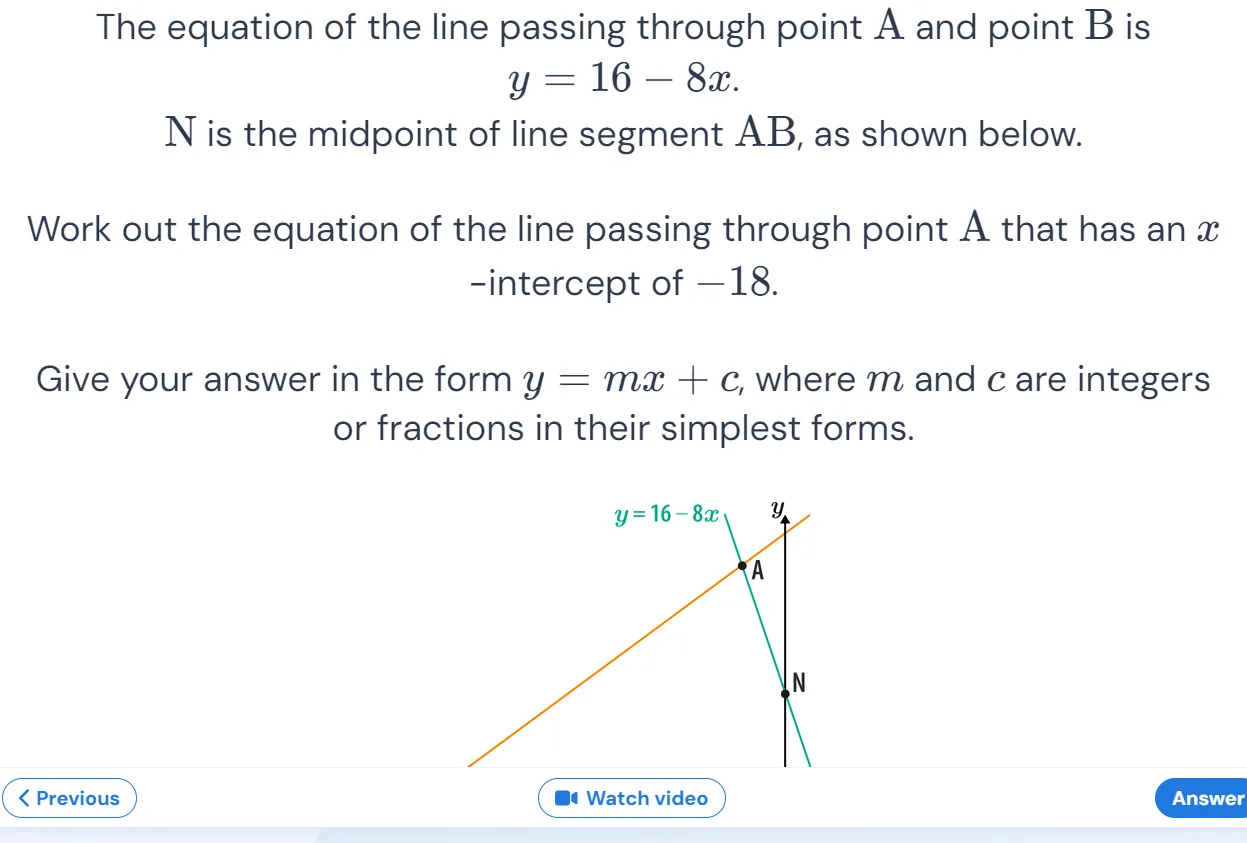 The equation of the line passing through point A and point B is
y = 16 − 8x.
N is the midpoint of line segment AB, as shown below.
Work out the equation of the line passing through point A that has an x
-intercept of −18.
Give your answer in the form y = mx + c, where m and c are integers
or fractions in their simplest forms.
y = 16 − 8x
y
A
N
Previous
Watch video
Answer